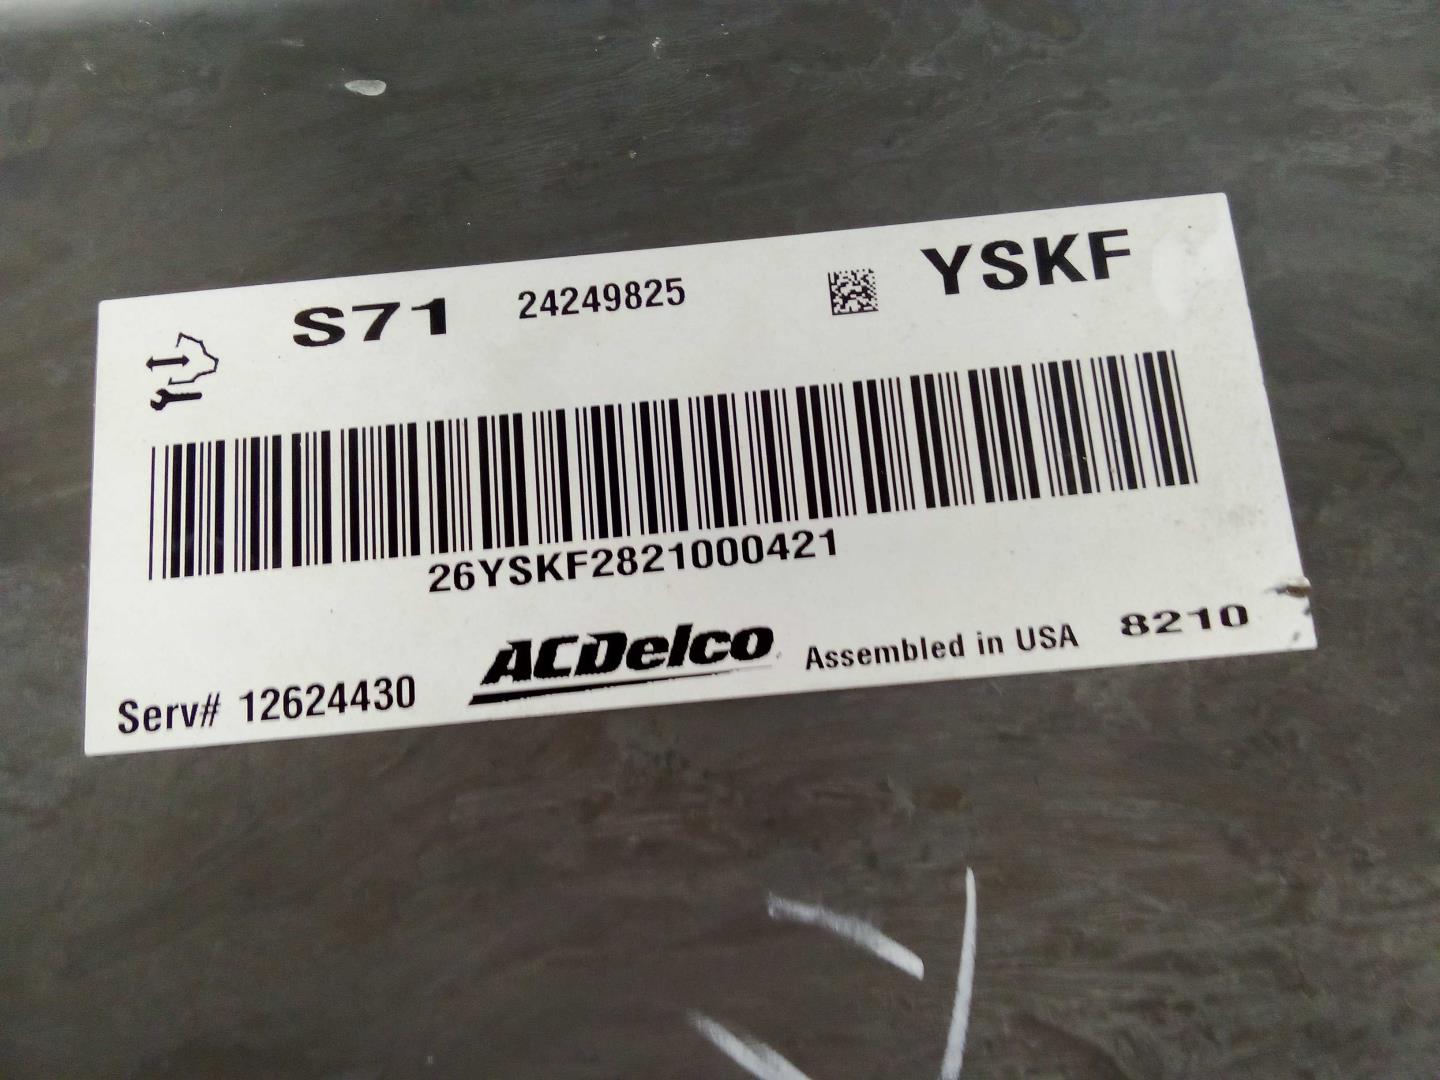 S71 24249825 YSKF
26YSKF2821000421
Serv# 12624430 ACDelco Assembled in USA 8210